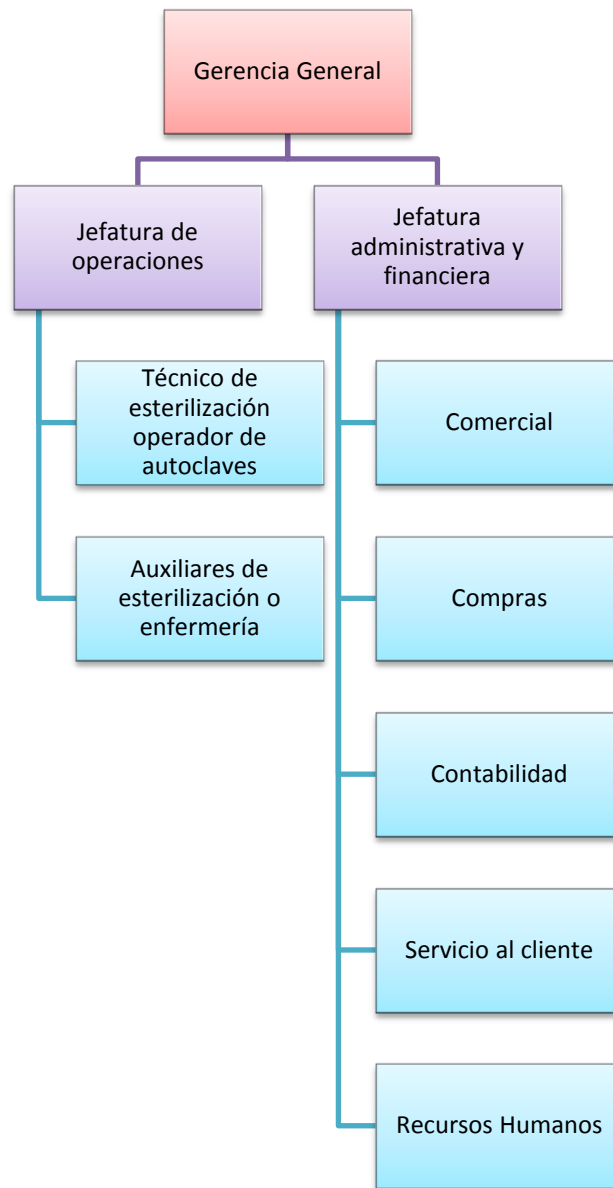 Gerencia General
Jefatura de
operaciones
Jefatura
administrativa y
financiera
Técnico de
esterilización
operador de
autoclaves
Auxiliares de
esterilización o
enfermería
Comercial
Compras
Contabilidad
Servicio al cliente
Recursos Humanos